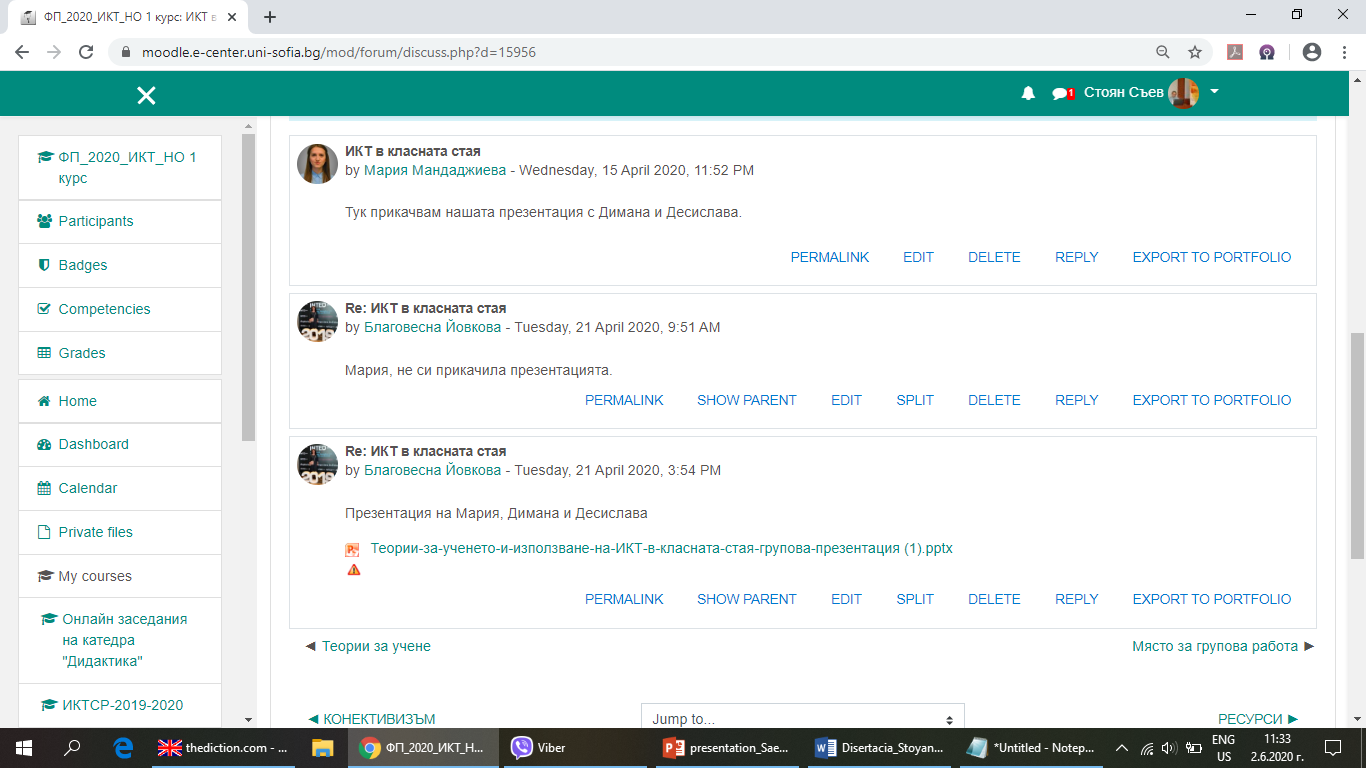 ФП_2020_ИКТ_НО 1 курс: ИКТ в
moodle.e-center.uni-sofia.bg/mod/forum/discuss.php?d=15956
1
Стоян Съев
ФП_2020_ИКТ_НО 1
курс
Participants
Badges
Competencies
Grades
Home
Dashboard
Calendar
Private files
My courses
Онлайн заседания
на катедра
"Дидактика"
ИКТСР-2019-2020
ИКТ в класната стая
by Мария Мандаджиева - Wednesday, 15 April 2020, 11:52 PM
Тук прикачвам нашата презентация с Димана и Десислава.
PERMALINK EDIT DELETE REPLY EXPORT TO PORTFOLIO
Re: ИКТ в класната стая
by Благовесна Йовкова - Tuesday, 21 April 2020, 9:51 AM
Мария, не си прикачила презентацията.
PERMALINK SHOW PARENT EDIT SPLIT DELETE REPLY EXPORT TO PORTFOLIO
Re: ИКТ в класната стая
by Благовесна Йовкова - Tuesday, 21 April 2020, 3:54 PM
Презентация на Мария, Димана и Десислава
Теории-за-ученето-и-използване-на-ИКТ-в-класната-стая-групова-презентация (1).pptx
PERMALINK SHOW PARENT EDIT SPLIT DELETE REPLY EXPORT TO PORTFOLIO
◄ Теории за учене
Място за групова работа ►
◄ КОНЕКТИВИЗЪМ
Jump to...
РЕСУРСИ ►
thediction.com - ...
ФП_2020_ИКТ_Н...
Viber
presentation_Sae...
Disertacia_Stoyan...
*Untitled - Notep...
ENG
US
11:33
2.6.2020 г.